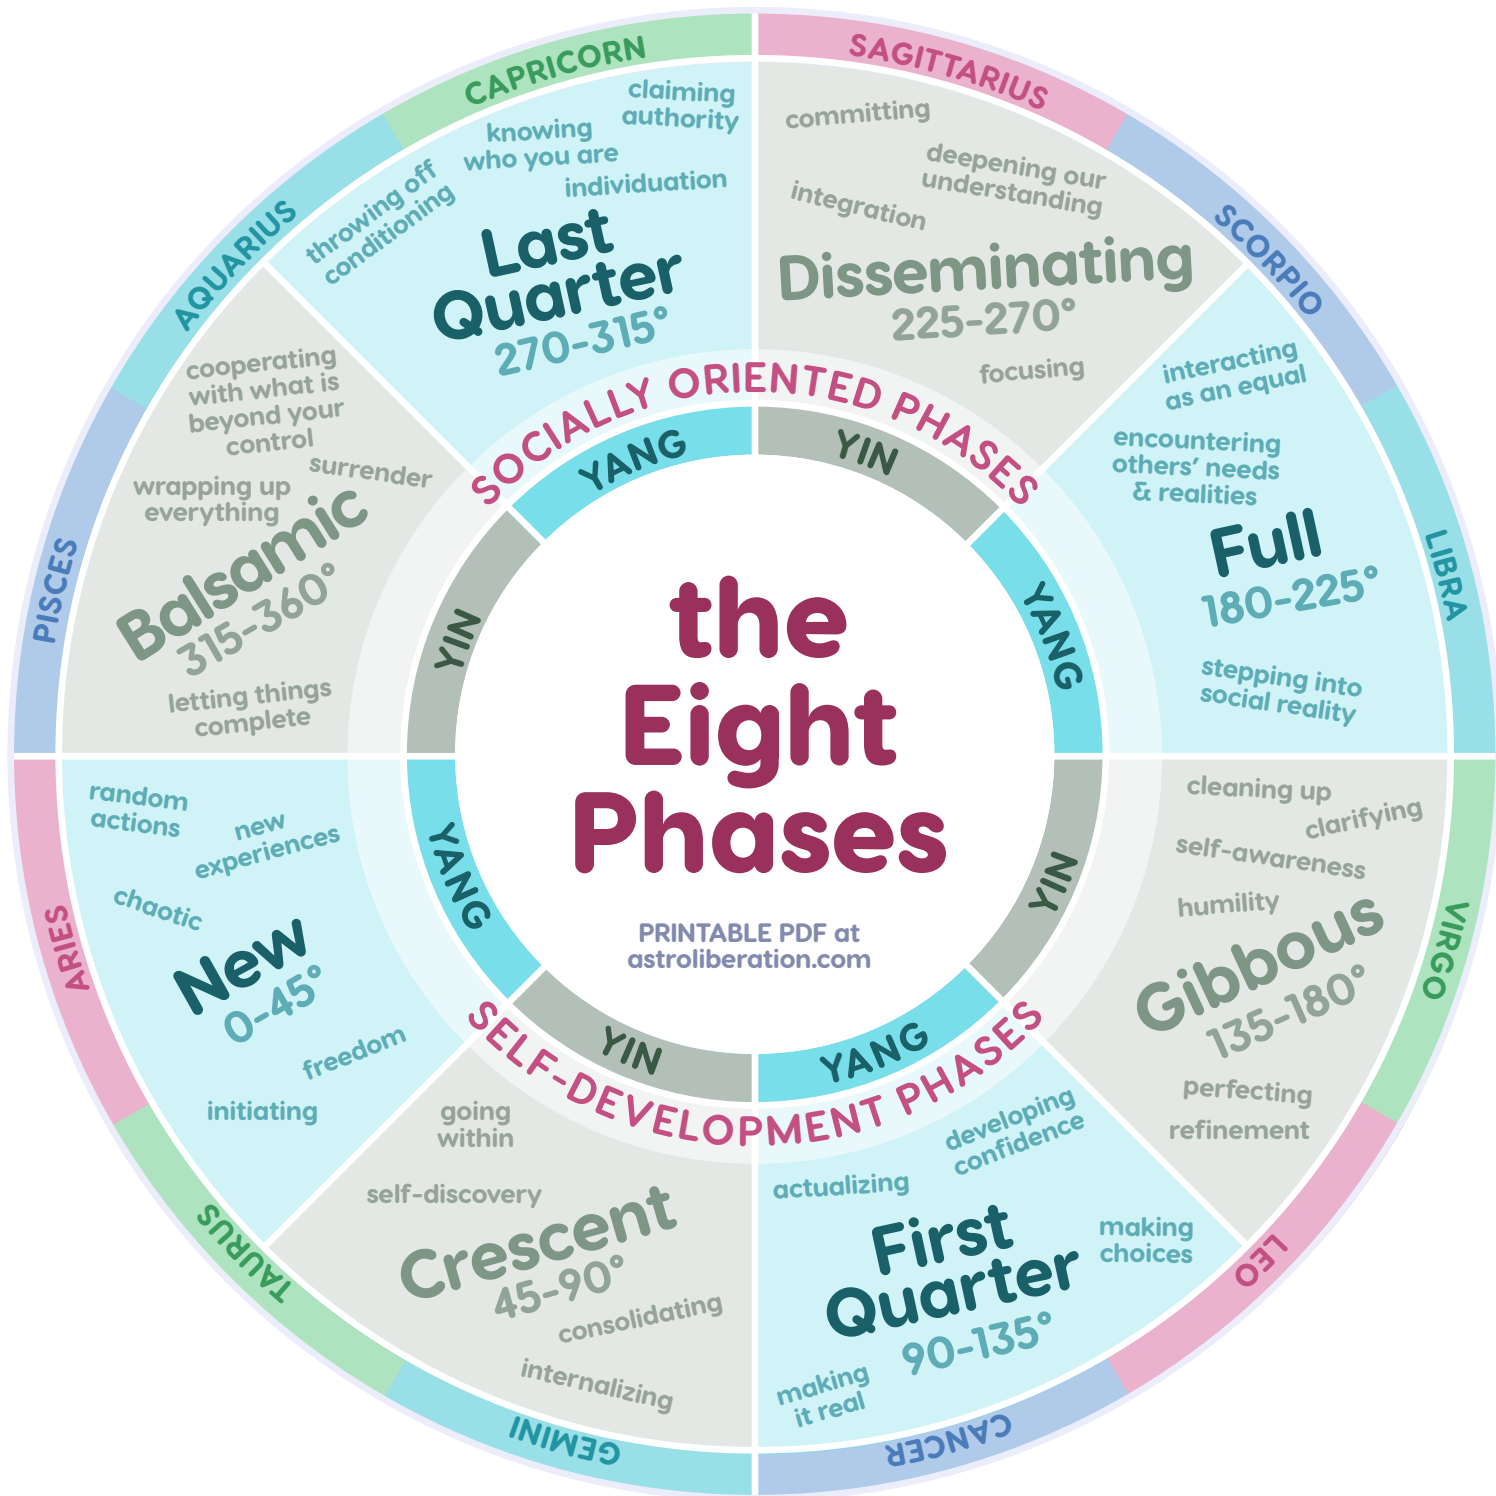 the
Eight
Phases
PRINTABLE PDF at
astroliberation.com
SOCIALLY ORIENTED PHASES
SELF-DEVELOPMENT PHASES
ARIES
YANG
random
actions
new
experiences
chaotic
New
0-45°
freedom
initiating
TAURUS
YIN
going
within
self-discovery
Crescent
45-90°
consolidating
internalizing
GEMINI
YANG
developing
confidence
actualizing
making
choices
First
Quarter
90-135°
making
it real
CANCER
LEO
YIN
cleaning up
clarifying
self-awareness
humility
Gibbous
135-180°
perfecting
refinement
VIRGO
YANG
interacting
as an equal
encountering
others’ needs
& realities
Full
180-225°
stepping into
social reality
LIBRA
SCORPIO
YIN
committing
deepening our
understanding
integration
Disseminating
225-270°
focusing
SAGITTARIUS
YANG
claiming
authority
knowing
who you are
individuation
throwing off
conditioning
Last
Quarter
270-315°
CAPRICORN
AQUARIUS
YIN
cooperating
with what is
beyond your
control
surrender
wrapping up
everything
Balsamic
315-360°
letting things
complete
PISCES